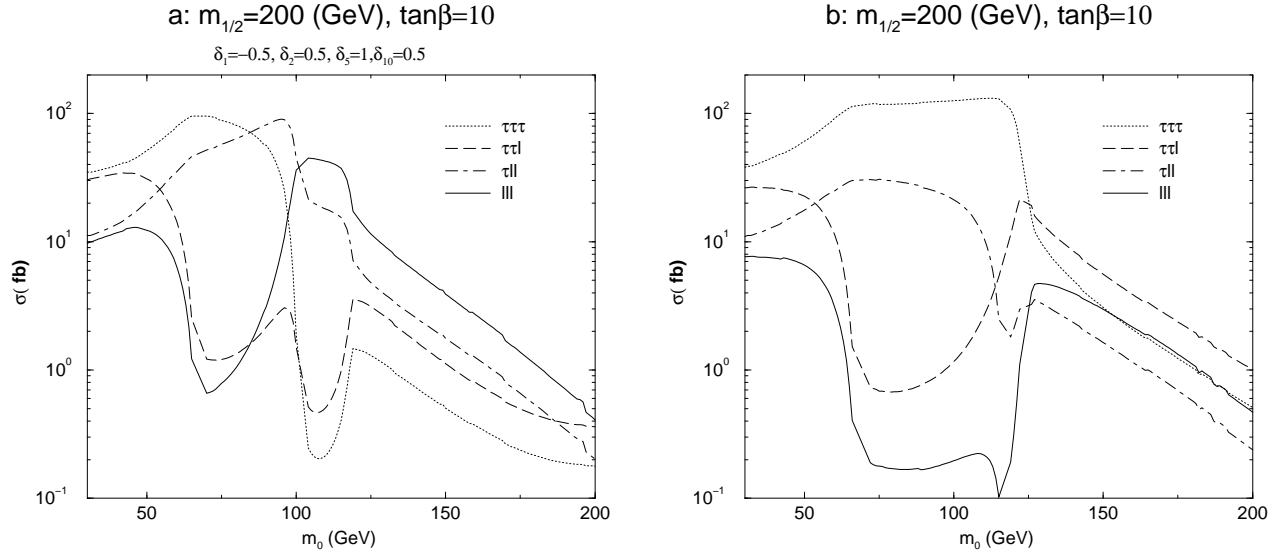 a: m1/2=200 (GeV), tanβ=10
δ1=−0.5, δ2=0.5, δ5=1,δ10=0.5
τττ
ττl
τll
lll
10^2
10^1
10^0
10^-1
σ( fb)
50
100
150
200
m0 (GeV)
b: m1/2=200 (GeV), tanβ=10
τττ
ττl
τll
lll
10^2
10^1
10^0
10^-1
σ( fb)
50
100
150
200
m0 (GeV)